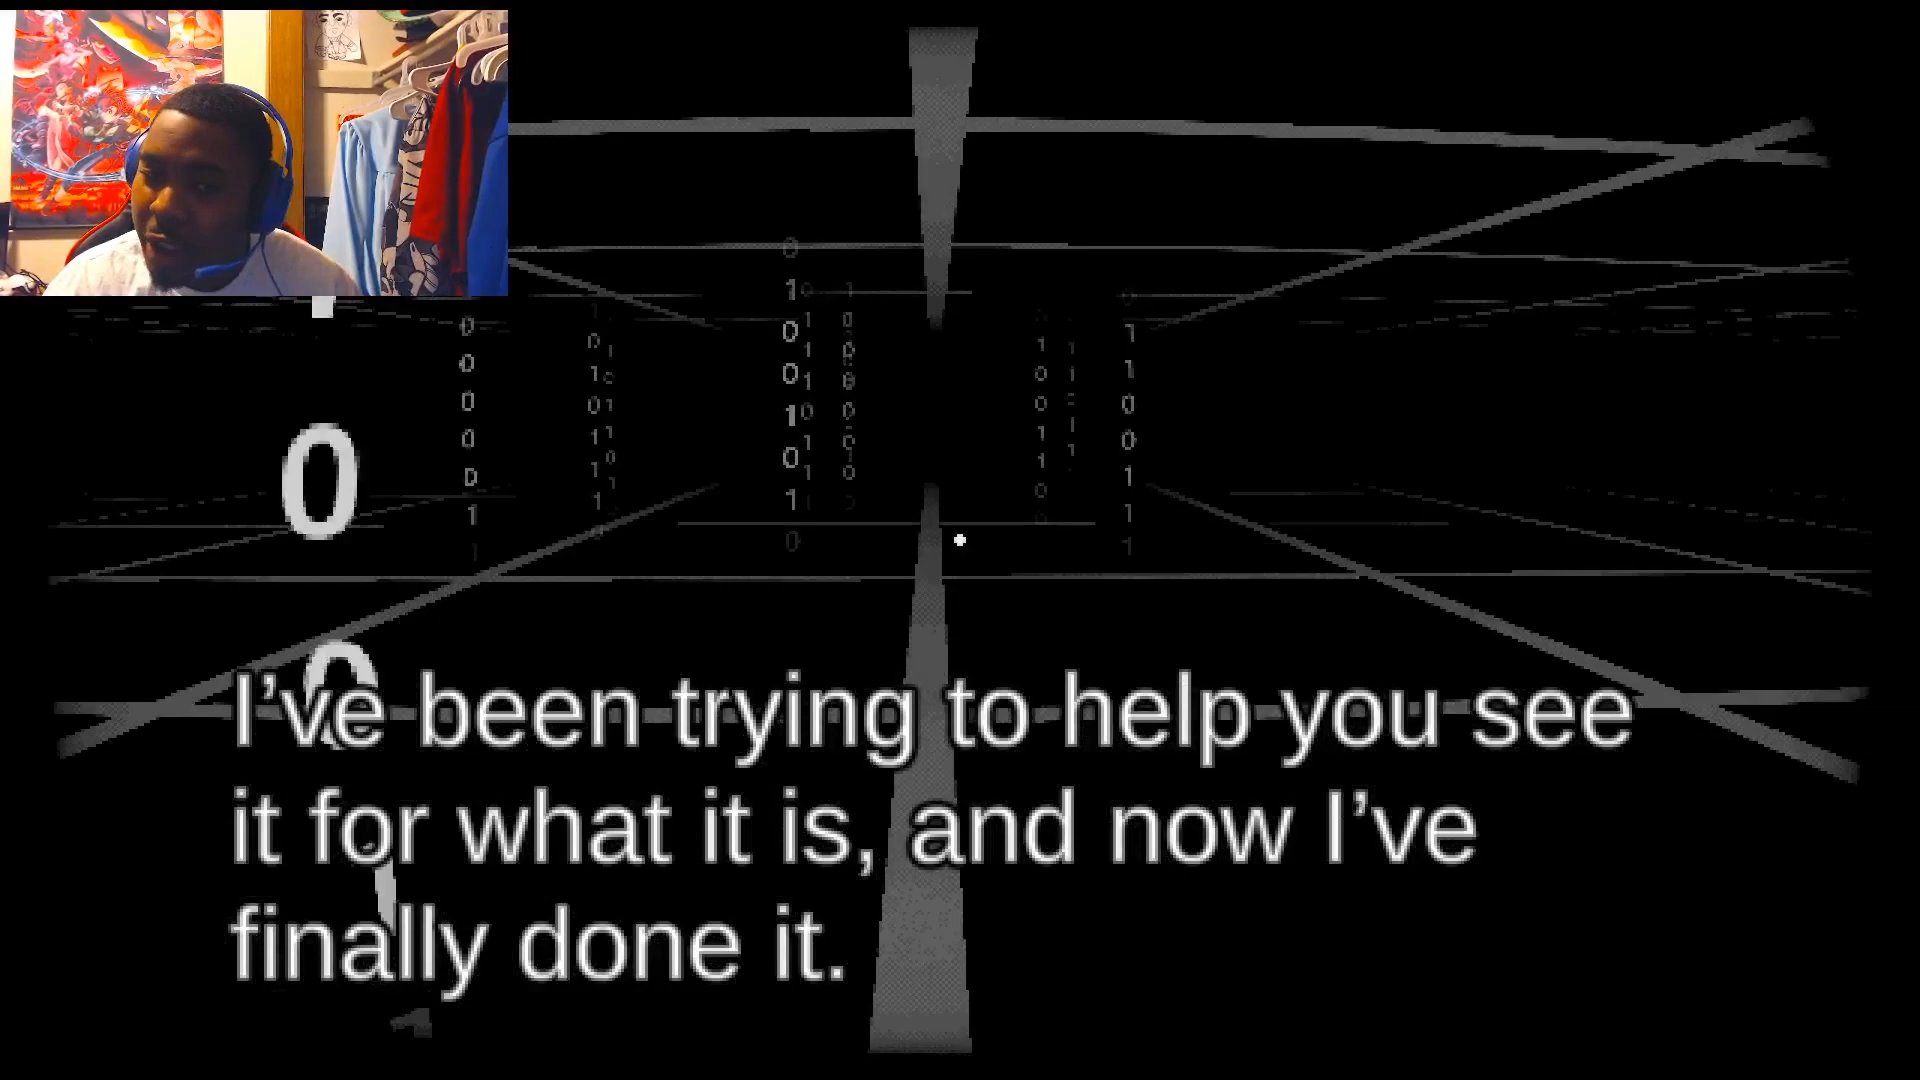 I’ve been trying to help you see
it for what it is, and now I’ve
finally done it.